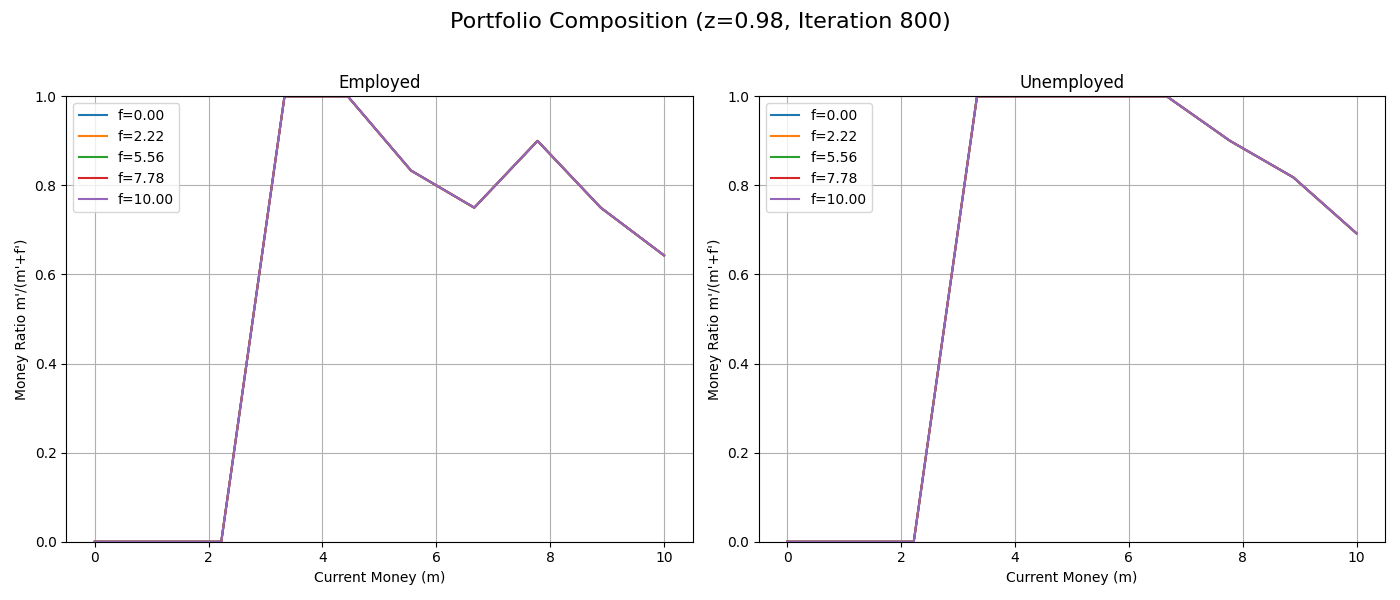 Portfolio Composition (z=0.98, Iteration 800)
Employed
Money Ratio m'/(m'+f')
1.0
0.8
0.6
0.4
0.2
0.0
f=0.00
f=2.22
f=5.56
f=7.78
f=10.00
0 2 4 6 8 10
Current Money (m)
Unemployed
Money Ratio m'/(m'+f')
1.0
0.8
0.6
0.4
0.2
0.0
f=0.00
f=2.22
f=5.56
f=7.78
f=10.00
0 2 4 6 8 10
Current Money (m)